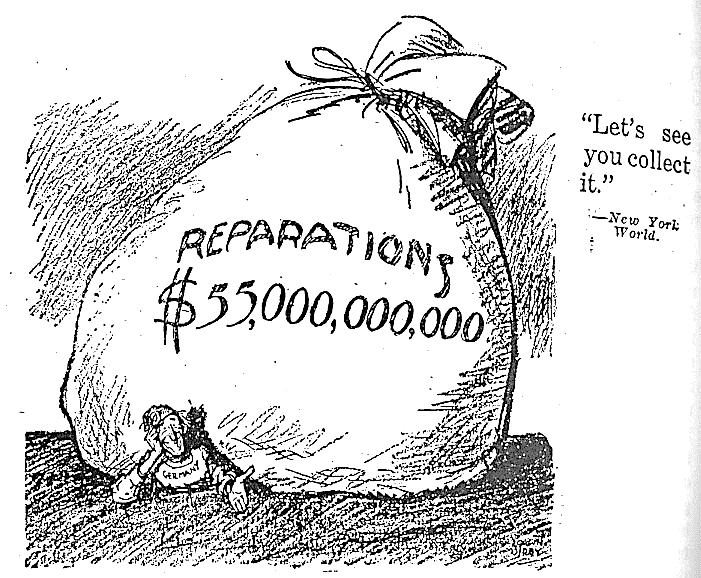 REPARATIONS
$55,000,000,000
GERMANY
"Let's see
you collect
it."
—New York
World.